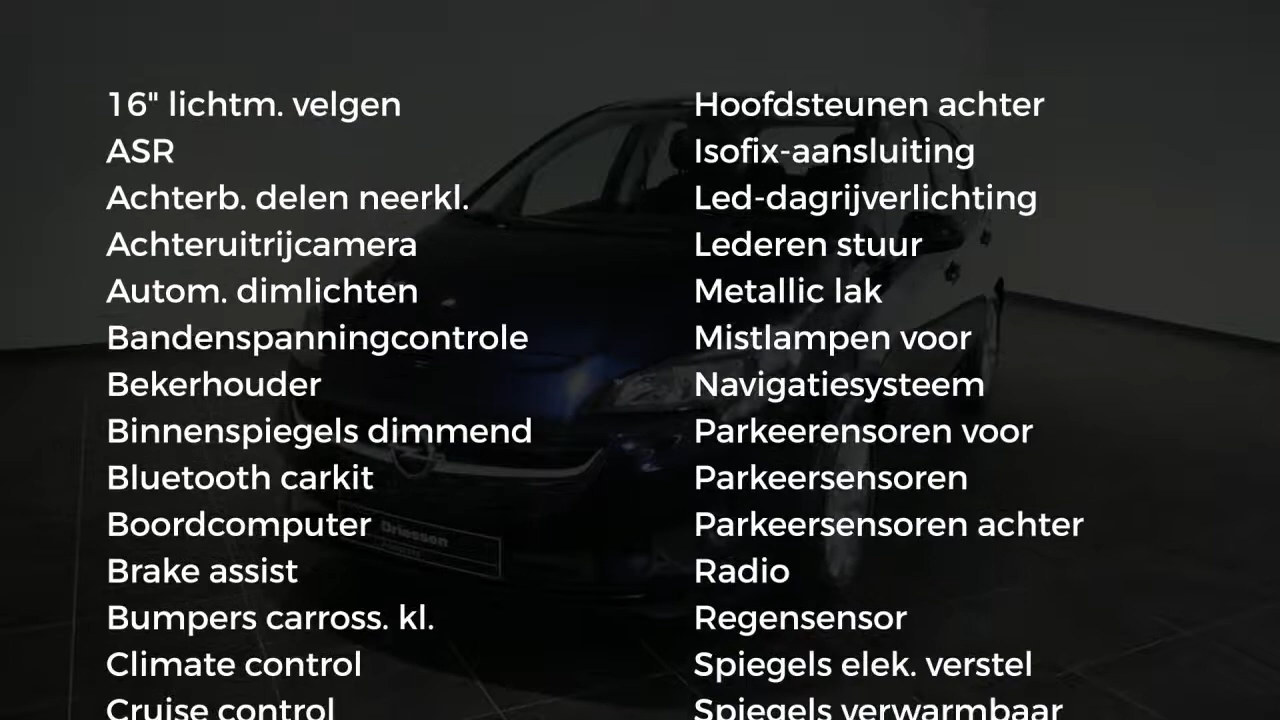 16" lichtm. velgen
ASR
Achterb. delen neerkl.
Achteruitrijcamera
Autom. dimlichten
Bandenspanningcontrole
Bekerhouder
Binnenspiegels dimmend
Bluetooth carkit
Boordcomputer
Brake assist
Bumpers carross. kl.
Climate control
Cruise control
Hoofdsteunen achter
Isofix-aansluiting
Led-dagrijverlichting
Lederen stuur
Metallic lak
Mistlampen voor
Navigatiesysteem
Parkeerensoren voor
Parkeersensoren
Parkeersensoren achter
Radio
Regensensor
Spiegels elek. verstel
Spiegels verwarmbaar
Driessen